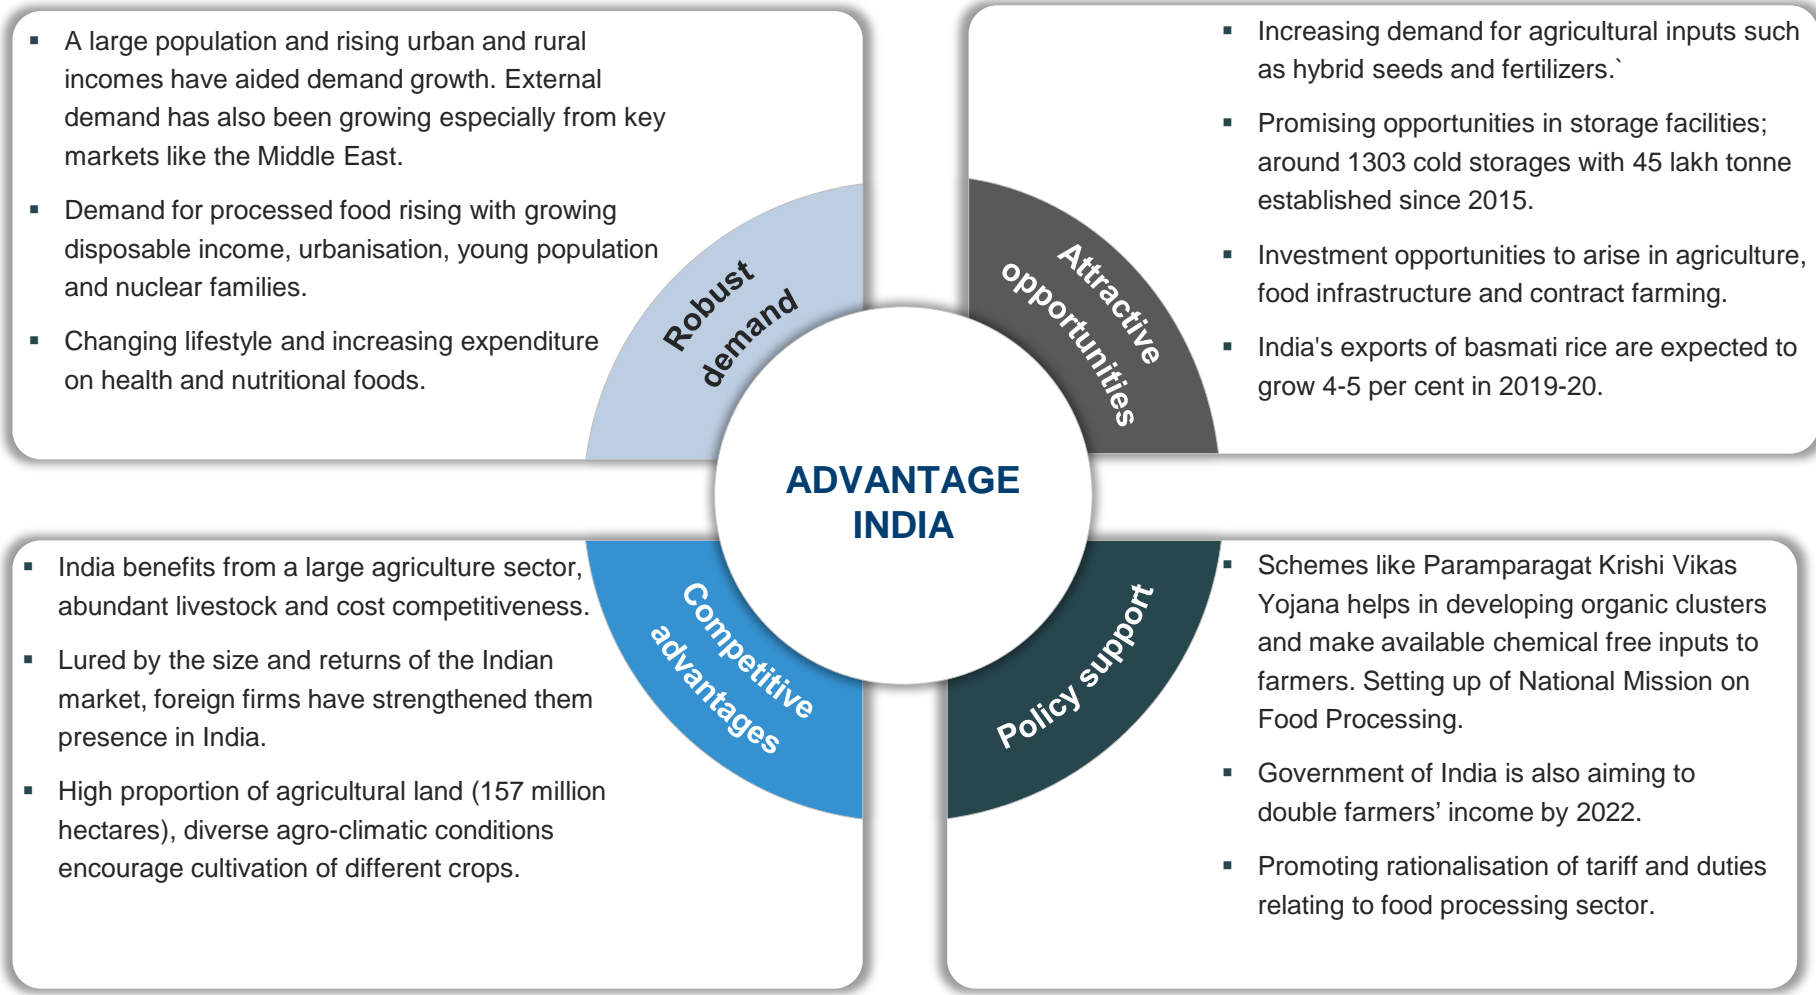 ▪ A large population and rising urban and rural
incomes have aided demand growth. External
demand has also been growing especially from key
markets like the Middle East.
▪ Demand for processed food rising with growing
disposable income, urbanisation, young population
and nuclear families.
▪ Changing lifestyle and increasing expenditure
on health and nutritional foods.
Robust
demand
▪ Increasing demand for agricultural inputs such
as hybrid seeds and fertilizers.`
▪ Promising opportunities in storage facilities;
around 1303 cold storages with 45 lakh tonne
established since 2015.
▪ Investment opportunities to arise in agriculture,
food infrastructure and contract farming.
▪ India's exports of basmati rice are expected to
grow 4-5 per cent in 2019-20.
Attractive
opportunities
ADVANTAGE
INDIA
▪ India benefits from a large agriculture sector,
abundant livestock and cost competitiveness.
▪ Lured by the size and returns of the Indian
market, foreign firms have strengthened them
presence in India.
▪ High proportion of agricultural land (157 million
hectares), diverse agro-climatic conditions
encourage cultivation of different crops.
Competitive
advantages
▪ Schemes like Paramparagat Krishi Vikas
Yojana helps in developing organic clusters
and make available chemical free inputs to
farmers. Setting up of National Mission on
Food Processing.
▪ Government of India is also aiming to
double farmers’ income by 2022.
▪ Promoting rationalisation of tariff and duties
relating to food processing sector.
Policy support